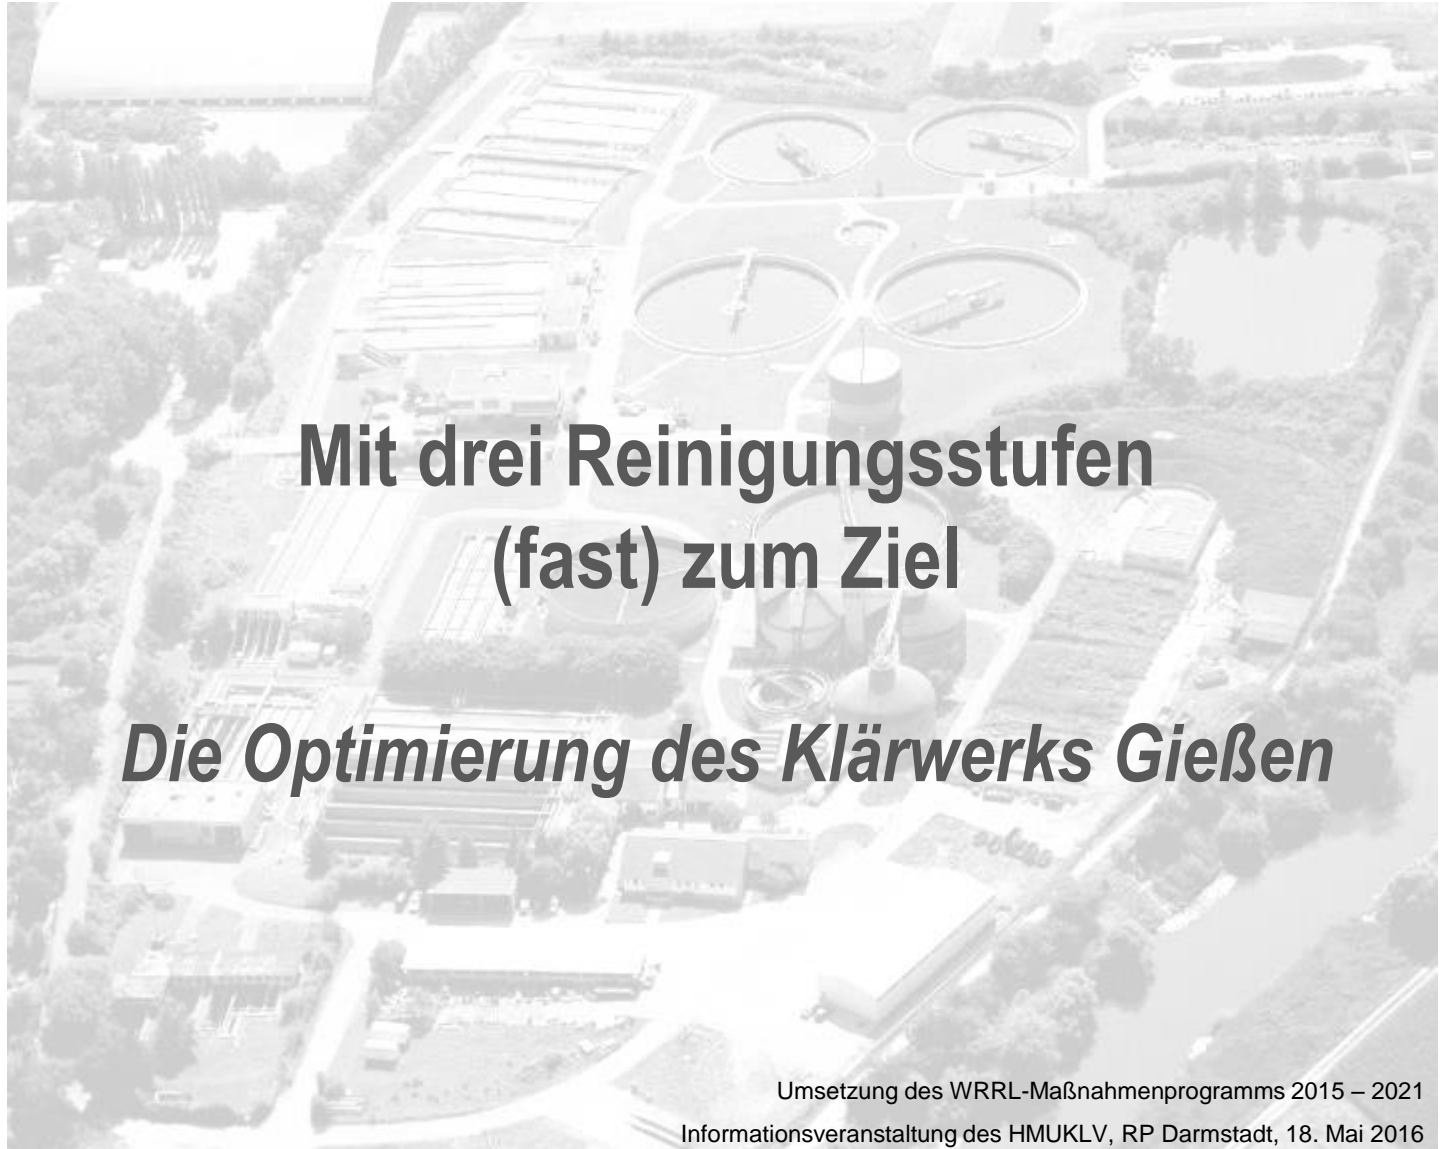 Mit drei Reinigungsstufen
(fast) zum Ziel
Die Optimierung des Klärwerks Gießen
Umsetzung des WRRL-Maßnahmenprogramms 2015 – 2021
Informationsveranstaltung des HMUKLV, RP Darmstadt, 18. Mai 2016